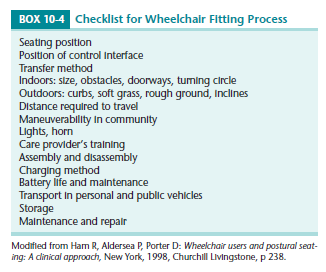 BOX 10-4 Checklist for Wheelchair Fitting Process
Seating position
Position of control interface
Transfer method
Indoors: size, obstacles, doorways, turning circle
Outdoors: curbs, soft grass, rough ground, inclines
Distance required to travel
Maneuverability in community
Lights, horn
Care provider's training
Assembly and disassembly
Charging method
Battery life and maintenance
Transport in personal and public vehicles
Storage
Maintenance and repair
Modified from Ham R, Aldersea P, Porter D: Wheelchair users and postural seat-
ing: A clinical approach, New York, 1998, Churchill Livingstone, p 238.